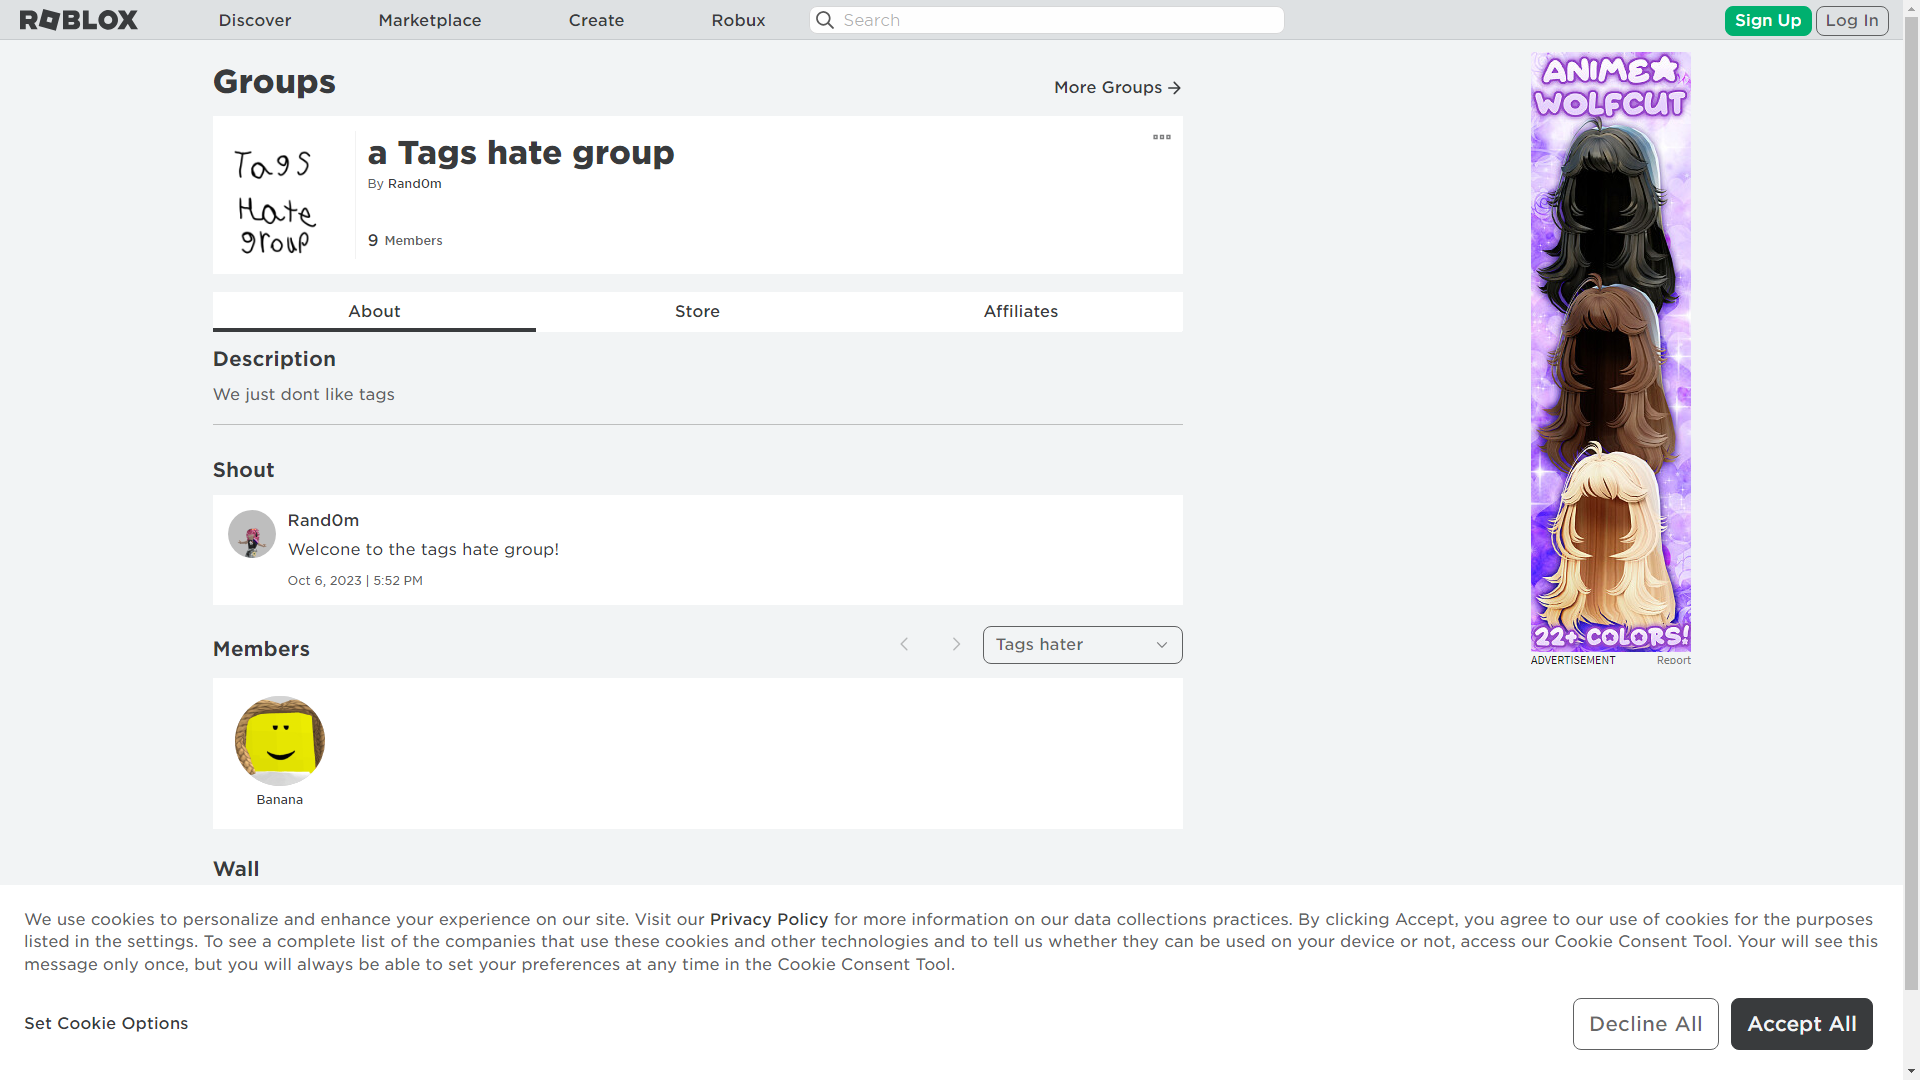 ROBLOX
Discover
Marketplace
Create
Robux
Search
Sign Up
Log In
Groups
More Groups
Tags
Hate
group
a Tags hate group
By Rand0m
9 Members
About
Store
Affiliates
Description
We just dont like tags
Shout
Rand0m
Welcone to the tags hate group!
Oct 6, 2023 | 5:52 PM
Members
Tags hater
Banana
Wall
ANIME
WOLFCUT
22+ COLORS!
ADVERTISEMENT
Report
We use cookies to personalize and enhance your experience on our site. Visit our Privacy Policy for more information on our data collections practices. By clicking Accept, you agree to our use of cookies for the purposes
listed in the settings. To see a complete list of the companies that use these cookies and other technologies and to tell us whether they can be used on your device or not, access our Cookie Consent Tool. Your will see this
message only once, but you will always be able to set your preferences at any time in the Cookie Consent Tool.
Set Cookie Options
Decline All
Accept All